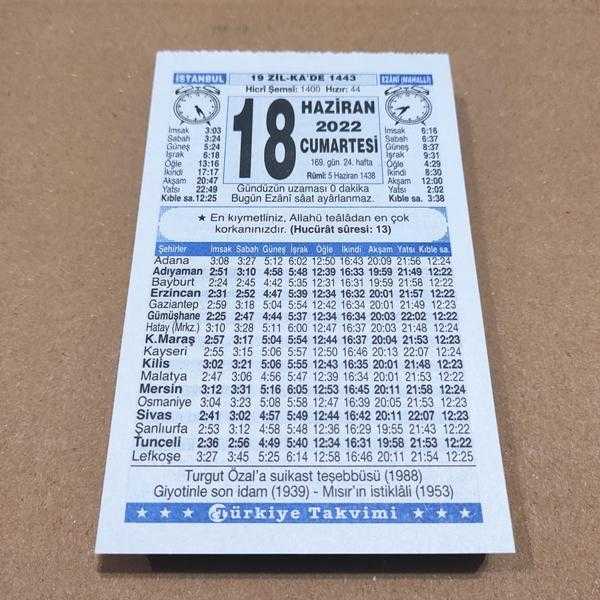 İSTANBUL 19 ZİL-KA'DE 1443 EZÂNÎ (MAHALLÎ)
Hicrî Şemsî: 1400 Hızır: 44
18
HAZİRAN
2022
CUMARTESİ
169. gün 24. hafta
Rûmî: 5 Haziran 1438
İmsak 3:03
Sabah 3:24
Güneş 5:24
İşrak 6:18
Öğle 13:16
İkindi 17:17
Akşam 20:47
Yatsı 22:49
Kıble sa. 12:25
İmsak 6:16
Sabah 6:37
Güneş 8:37
İşrak 9:31
Öğle 4:29
İkindi 8:30
Akşam 12:00
Yatsı 2:02
Kıble sa. 3:38
Gündüzün uzaması 0 dakika
Bugün Ezânî sâat ayârlanmaz.
★ En kıymetliniz, Allahü teâlâdan en çok
korkanınızdır. (Hucürât sûresi: 13)
Şehirler İmsak Sabah Güneş İşrak Öğle İkindi Akşam Yatsı Kıble sa.
Adana 3:08 3:27 5:12 6:02 12:50 16:43 20:09 21:56 12:24
Adıyaman 2:51 3:10 4:58 5:48 12:39 16:33 19:59 21:49 12:22
Bayburt 2:24 2:45 4:42 5:35 12:31 16:31 19:59 21:58 12:22
Erzincan 2:31 2:52 4:47 5:39 12:34 16:32 20:01 21:57 12:22
Gaziantep 2:59 3:18 5:04 5:54 12:42 16:34 20:01 21:49 12:23
Gümüşhane 2:25 2:47 4:44 5:37 12:34 16:34 20:03 22:02 12:22
Hatay (Mrkz.) 3:10 3:28 5:11 6:00 12:47 16:37 20:03 21:48 12:24
K.Maraş 2:57 3:17 5:04 5:54 12:44 16:37 20:04 21:53 12:23
Kayseri 2:55 3:15 5:06 5:57 12:50 16:46 20:13 22:07 12:24
Kilis 3:02 3:21 5:06 5:55 12:43 16:35 20:01 21:48 12:23
Malatya 2:47 3:06 4:56 5:47 12:39 16:34 20:01 21:53 12:22
Mersin 3:12 3:31 5:16 6:05 12:53 16:45 20:11 21:58 12:24
Osmaniye 3:04 3:23 5:08 5:58 12:47 16:39 20:05 21:53 12:23
Sivas 2:41 3:02 4:57 5:49 12:44 16:42 20:11 22:07 12:23
Şanlıurfa 2:53 3:12 4:58 5:48 12:36 16:29 19:55 21:43 12:22
Tunceli 2:36 2:56 4:49 5:40 12:34 16:31 19:58 21:53 12:22
Lefkoşe 3:27 3:45 5:25 6:14 12:58 16:46 20:11 21:54 12:25
Turgut Özal'a suikast teşebbüsü (1988)
Giyotinle son idam (1939) - Mısır'ın istiklâli (1953)
★ ★ ★ Türkiye Takvimi ★ ★ ★